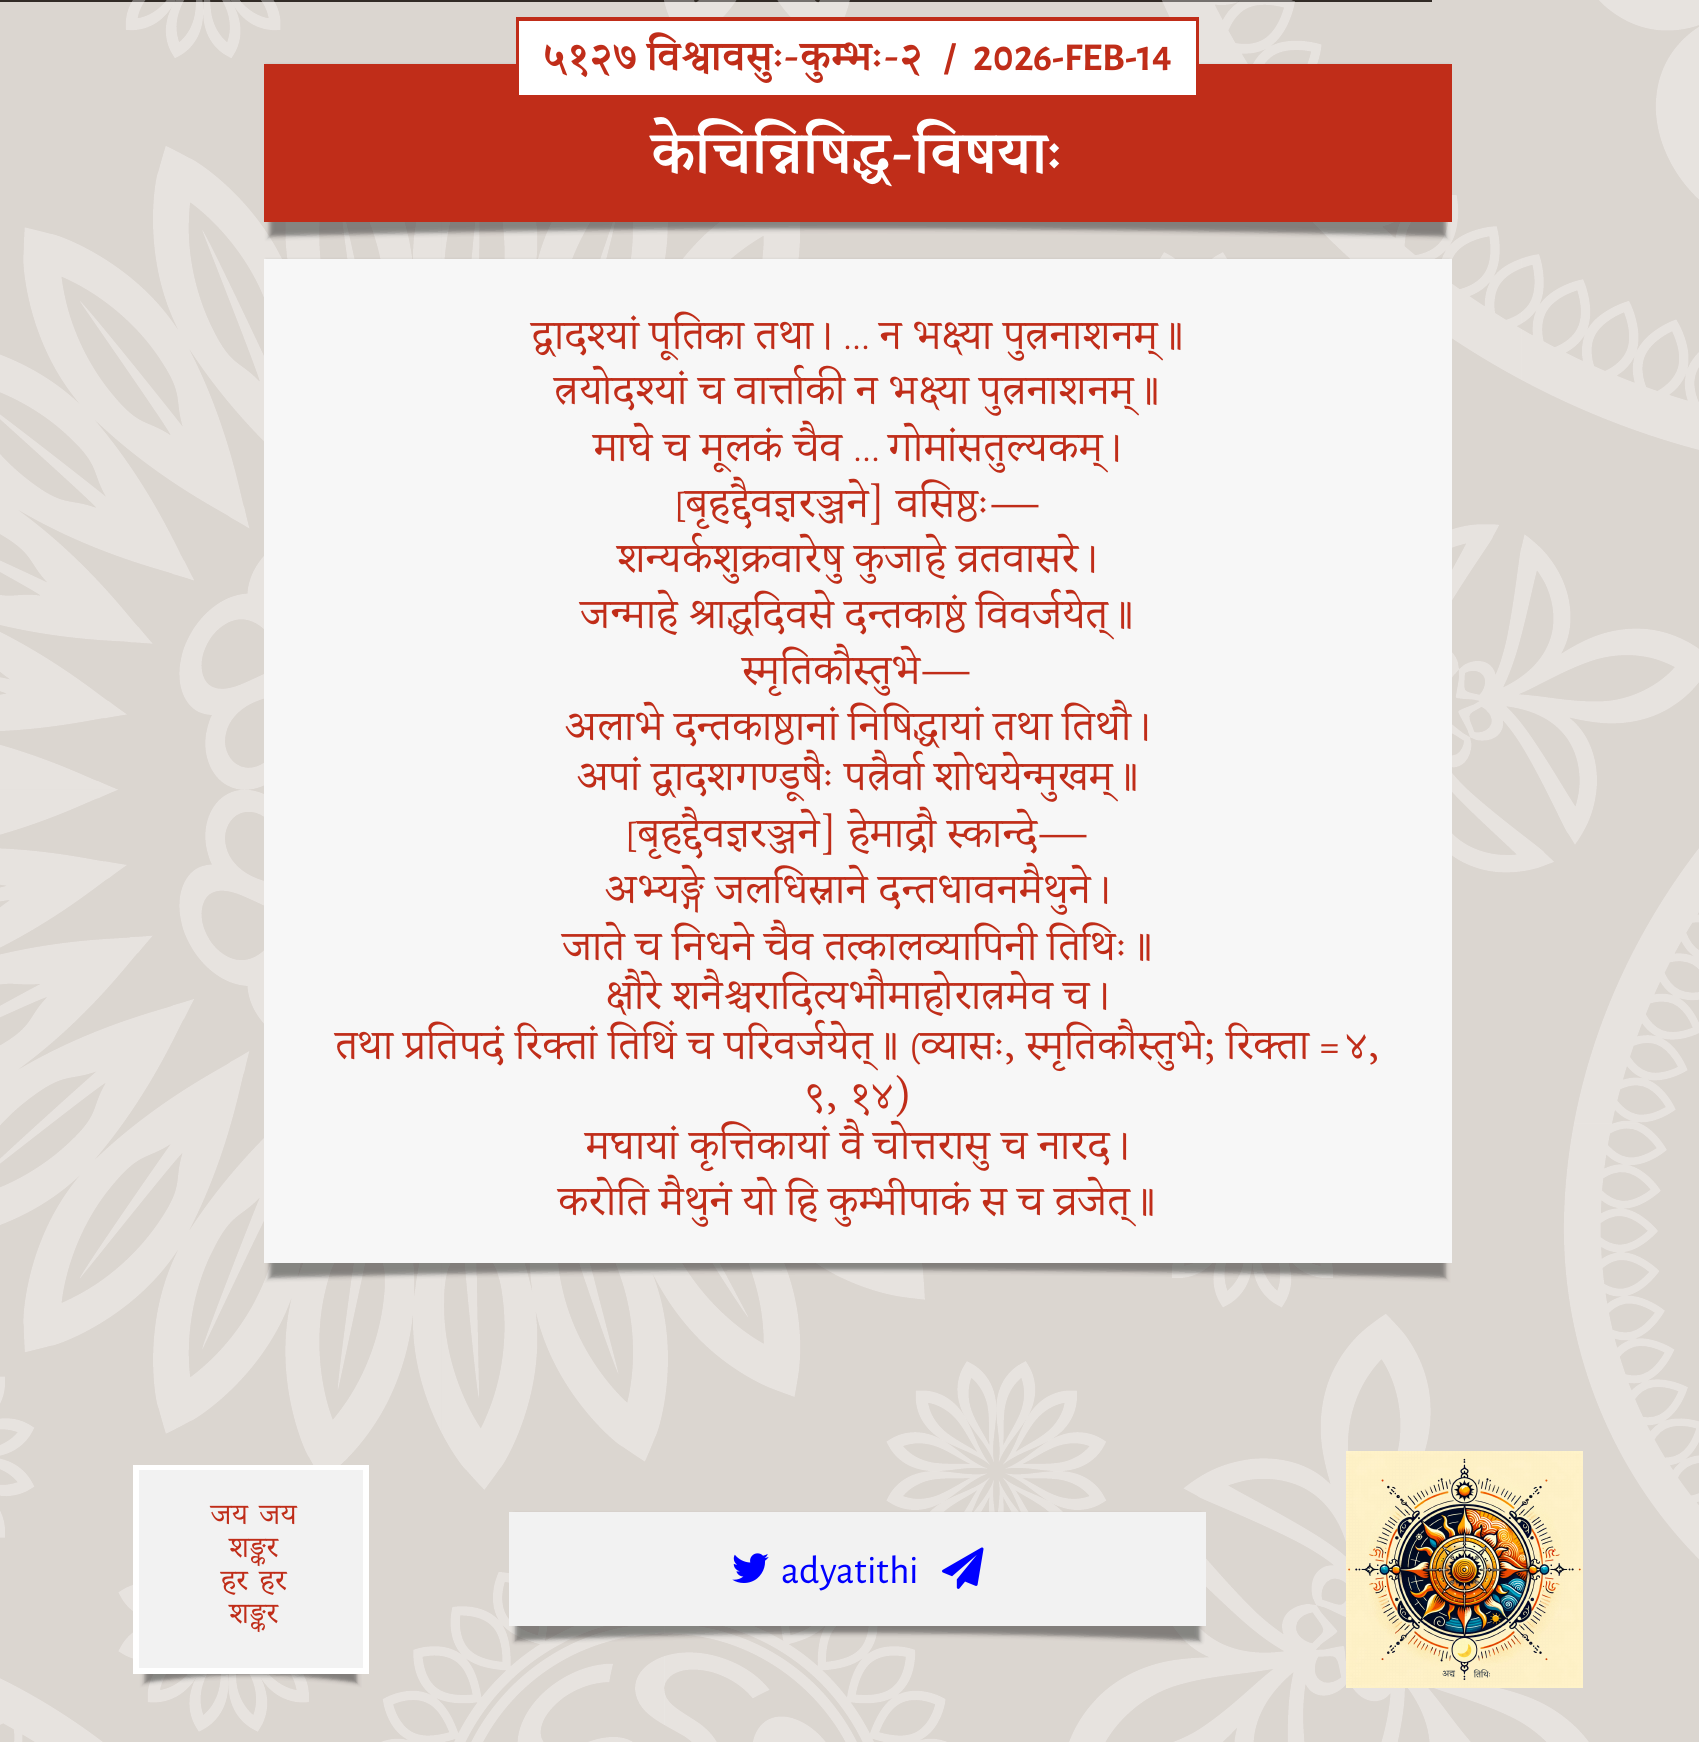 ५१२७ विश्वावसुः-कुम्भः-२ / 2026-FEB-14
केचिन्निषिद्ध-विषयाः
द्वादश्यां पूतिका तथा। ... न भक्ष्या पुत्रनाशनम्॥
त्रयोदश्यां च वार्त्ताकी न भक्ष्या पुत्रनाशनम्॥
माघे च मूलकं चैव ... गोमांसतुल्यकम्।
[बृहद्दैवज्ञरञ्जने] वसिष्ठः—
शन्यर्कशुक्रवारेषु कुजाहे व्रतवासरे।
जन्माहे श्राद्धदिवसे दन्तकाष्ठं विवर्जयेत्॥
स्मृतिकौस्तुभे—
अलाभे दन्तकाष्ठानां निषिद्धायां तथा तिथौ।
अपां द्वादशगण्डूषैः पत्रैर्वा शोधयेन्मुखम्॥
[बृहद्दैवज्ञरञ्जने] हेमाद्रौ स्कान्दे—
अभ्यङ्गे जलधिस्नाने दन्तधावनमैथुने।
जाते च निधने चैव तत्कालव्यापिनी तिथिः॥
क्षौरे शनैश्चरादित्यभौमाहोरात्रमेव च।
तथा प्रतिपदं रिक्तां तिथिं च परिवर्जयेत्॥ (व्यासः, स्मृतिकौस्तुभे; रिक्ता = ४,
९, १४)
मघायां कृत्तिकायां वै चोत्तरासु च नारद।
करोति मैथुनं यो हि कुम्भीपाकं स च व्रजेत्॥
जय जय
शङ्कर
हर हर
शङ्कर
adyatithi
अद्य तिथिः